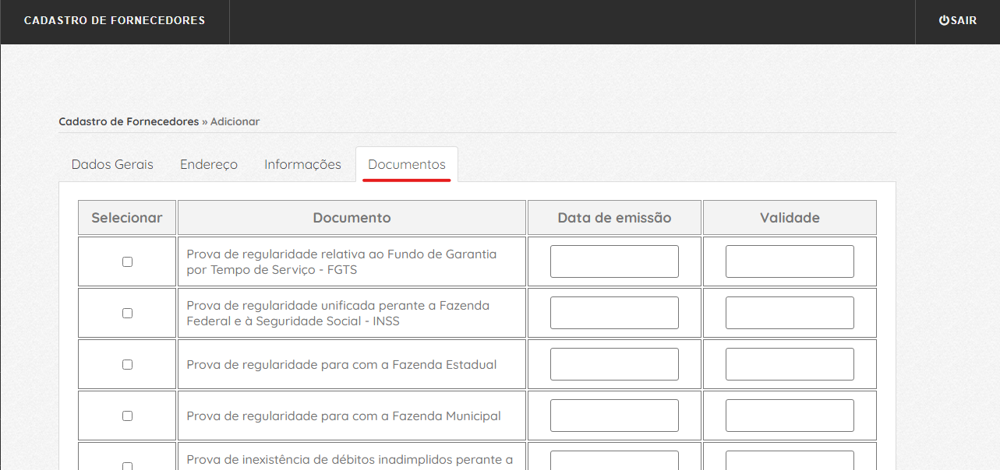 CADASTRO DE FORNECEDORES
SAIR
Cadastro de Fornecedores » Adicionar
Dados Gerais Endereço Informações Documentos
Selecionar Documento Data de emissão Validade
Prova de regularidade relativa ao Fundo de Garantia
por Tempo de Serviço - FGTS
Prova de regularidade unificada perante a Fazenda
Federal e à Seguridade Social - INSS
Prova de regularidade para com a Fazenda Estadual
Prova de regularidade para com a Fazenda Municipal
Prova de inexistência de débitos inadimplidos perante a